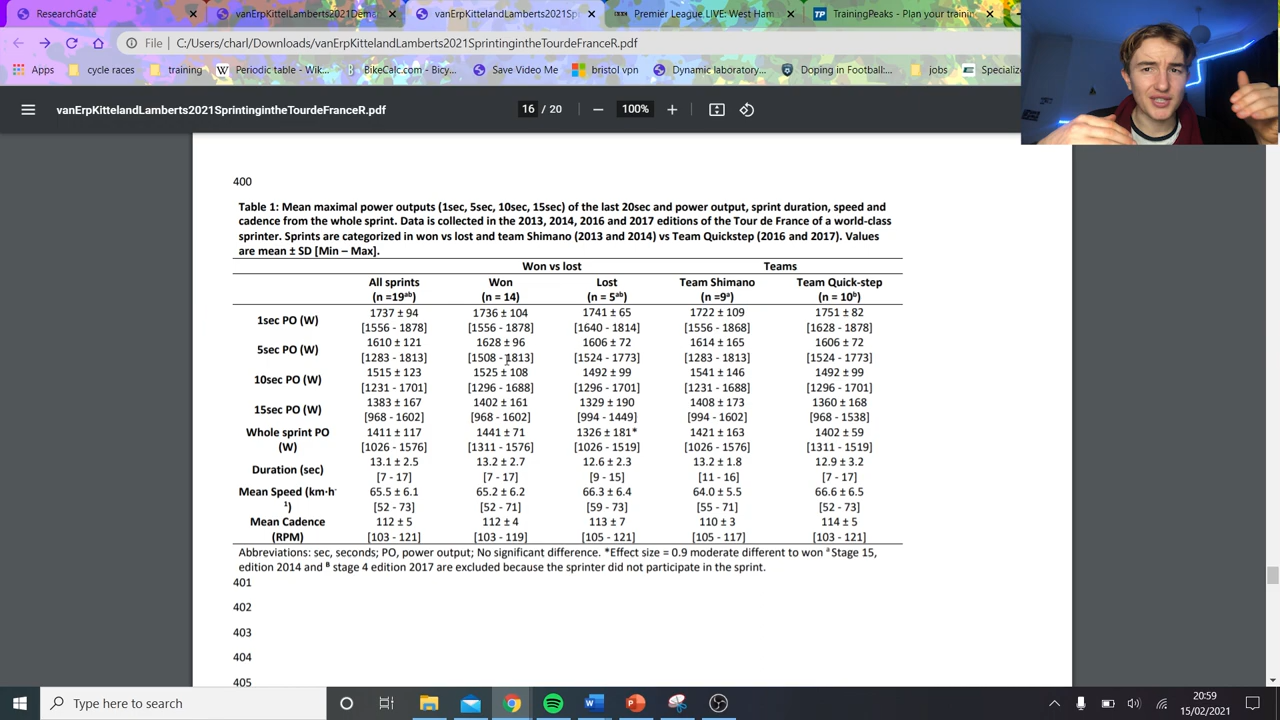 ResearchGate
vanErpKittelLamberts2021Dema
vanErpKittelandLamberts2021Spr
Premier League LIVE: West Ham
TrainingPeaks - Plan your trainin
File C:/Users/charl/Downloads/vanErpKittelandLamberts2021SprintingintheTourdeFranceR.pdf
Apps cycle races training Periodic table - Wik... BikeCalc.com - Bicy... Save Video Me bristol vpn Dynamic laboratory... Doping in Football:... jobs Specializ
vanErpKittelandLamberts2021SprintingintheTourdeFranceR.pdf 16 / 20 100%
400
Table 1: Mean maximal power outputs (1sec, 5sec, 10sec, 15sec) of the last 20sec and power output, sprint duration, speed and
cadence from the whole sprint. Data is collected in the 2013, 2014, 2016 and 2017 editions of the Tour de France of a world-class
sprinter. Sprints are categorized in won vs lost and team Shimano (2013 and 2014) vs Team Quickstep (2016 and 2017). Values
are mean ± SD [Min – Max].
Won vs lost Teams
All sprints Won Lost Team Shimano Team Quick-step
(n =19ab) (n = 14) (n = 5ab) (n =9a) (n = 10b)
1sec PO (W) 1737 ± 94 1736 ± 104 1741 ± 65 1722 ± 109 1751 ± 82
[1556 - 1878] [1556 - 1878] [1640 - 1814] [1556 - 1868] [1628 - 1878]
5sec PO (W) 1610 ± 121 1628 ± 96 1606 ± 72 1614 ± 165 1606 ± 72
[1283 - 1813] [1508 - 1813] [1524 - 1773] [1283 - 1813] [1524 - 1773]
10sec PO (W) 1515 ± 123 1525 ± 108 1492 ± 99 1541 ± 146 1492 ± 99
[1231 - 1701] [1296 - 1688] [1296 - 1701] [1231 - 1688] [1296 - 1701]
15sec PO (W) 1383 ± 167 1402 ± 161 1329 ± 190 1408 ± 173 1360 ± 168
[968 - 1602] [968 - 1602] [994 - 1449] [994 - 1602] [968 - 1538]
Whole sprint PO 1411 ± 117 1441 ± 71 1326 ± 181* 1421 ± 163 1402 ± 59
(W) [1026 - 1576] [1311 - 1576] [1026 - 1519] [1026 - 1576] [1311 - 1519]
Duration (sec) 13.1 ± 2.5 13.2 ± 2.7 12.6 ± 2.3 13.2 ± 1.8 12.9 ± 3.2
[7 - 17] [7 - 17] [9 - 15] [11 - 16] [7 - 17]
Mean Speed (km·h- 65.5 ± 6.1 65.2 ± 6.2 66.3 ± 6.4 64.0 ± 5.5 66.6 ± 6.5
1) [52 - 73] [52 - 71] [59 - 73] [55 - 71] [52 - 73]
Mean Cadence 112 ± 5 112 ± 4 113 ± 7 110 ± 3 114 ± 5
(RPM) [103 - 121] [103 - 119] [105 - 121] [105 - 117] [103 - 121]
Abbreviations: sec, seconds; PO, power output; No significant difference. *Effect size = 0.9 moderate different to won a Stage 15,
edition 2014 and B stage 4 edition 2017 are excluded because the sprinter did not participate in the sprint.
401
402
403
404
405
Type here to search
20:59
15/02/2021